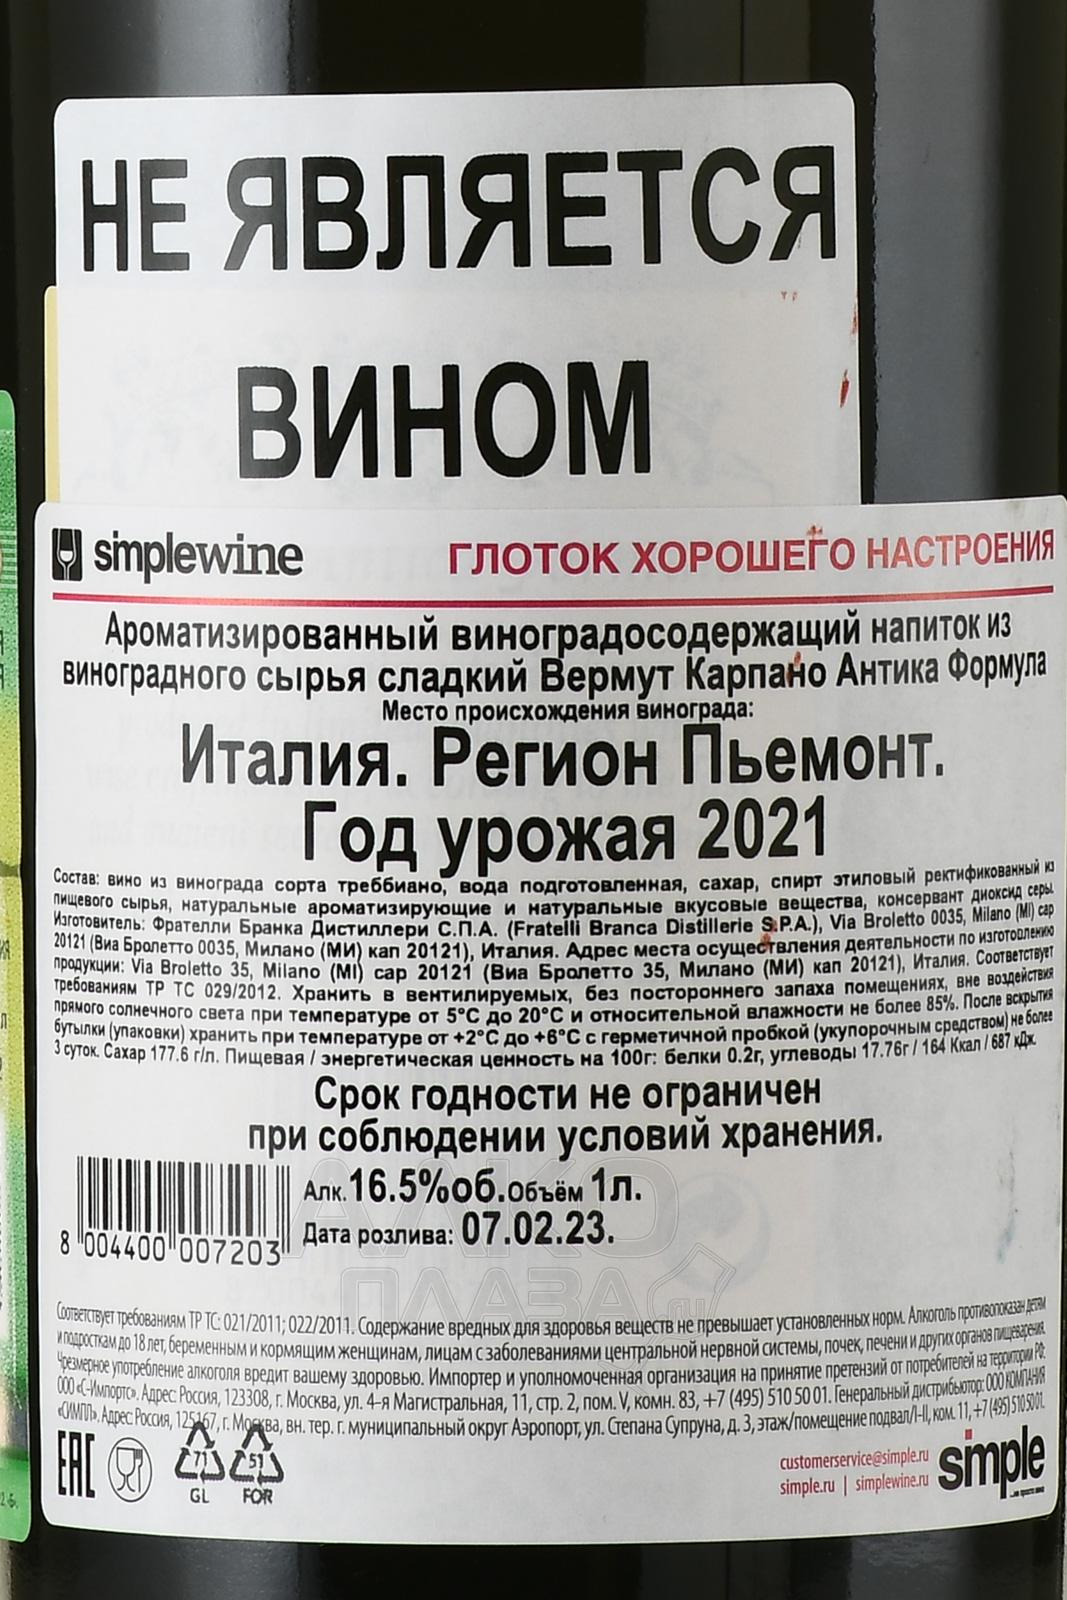 НЕ ЯВЛЯЕТСЯ
ВИНОМ
simplewine
ГЛОТОК ХОРОШЕГО НАСТРОЕНИЯ
Ароматизированный виноградосодержащий напиток из
виноградного сырья сладкий Вермут Карпано Антика Формула
Место происхождения винограда:
Италия. Регион Пьемонт.
Год урожая 2021
Состав: вино из винограда сорта треббиано, вода подготовленная, сахар, спирт этиловый ректификованный из
пищевого сырья, натуральные ароматизирующие и натуральные вкусовые вещества, консервант диоксид серы.
Изготовитель: Фрателли Бранка Дистиллери С.П.А. (Fratelli Branca Distillerie S.P.A.), Via Broletto 0035, Milano (MI) cap
20121 (Виа Бролетто 0035, Милано (МИ) кап 20121), Италия. Адрес места осуществления деятельности по изготовлению
продукции: Via Broletto 35, Milano (MI) cap 20121 (Виа Бролетто 35, Милано (МИ) кап 20121), Италия. Соответствует
требованиям ТР ТС 029/2012. Хранить в вентилируемых, без постороннего запаха помещениях, вне воздействия
прямого солнечного света при температуре от 5°С до 20°С и относительной влажности не более 85%. После вскрытия
бутылки (упаковки) хранить при температуре от +2°С до +6°С с герметичной пробкой (укупорочным средством) не более
3 суток. Сахар 177.6 г/л. Пищевая / энергетическая ценность на 100г: белки 0.2г, углеводы 17.76г / 164 Ккал / 687 кДж.
Срок годности не ограничен
при соблюдении условий хранения.
Алк.16.5%об.Объём 1л.
Дата розлива: 07.02.23.
8 004400 007203
АЛКО
ПЛАЗА.ru
Соответствует требованиям ТР ТС: 021/2011; 022/2011. Содержание вредных для здоровья веществ не превышает установленных норм. Алкоголь противопоказан детям
и подросткам до 18 лет, беременным и кормящим женщинам, лицам с заболеваниями центральной нервной системы, почек, печени и других органов пищеварения.
Чрезмерное употребление алкоголя вредит вашему здоровью. Импортер и уполномоченная организация на принятие претензий от потребителей на территории РФ:
ООО «С-Импортс». Адрес: Россия, 123308, г. Москва, ул. 4-я Магистральная, 11, стр. 2, пом. V, комн. 83, +7 (495) 510 50 01. Генеральный дистрибьютор: ООО КОМПАНИЯ
«СИМПЛ». Адрес: Россия, 125167, г. Москва, вн. тер. г. муниципальный округ Аэропорт, ул. Степана Супруна, д. 3, этаж/помещение подвал/I-II, ком. 11, +7 (495) 510 5001.
EAC
71
GL
51
FOR
customerservice@simple.ru
simple.ru | simplewine.ru
simple
...не просто вино